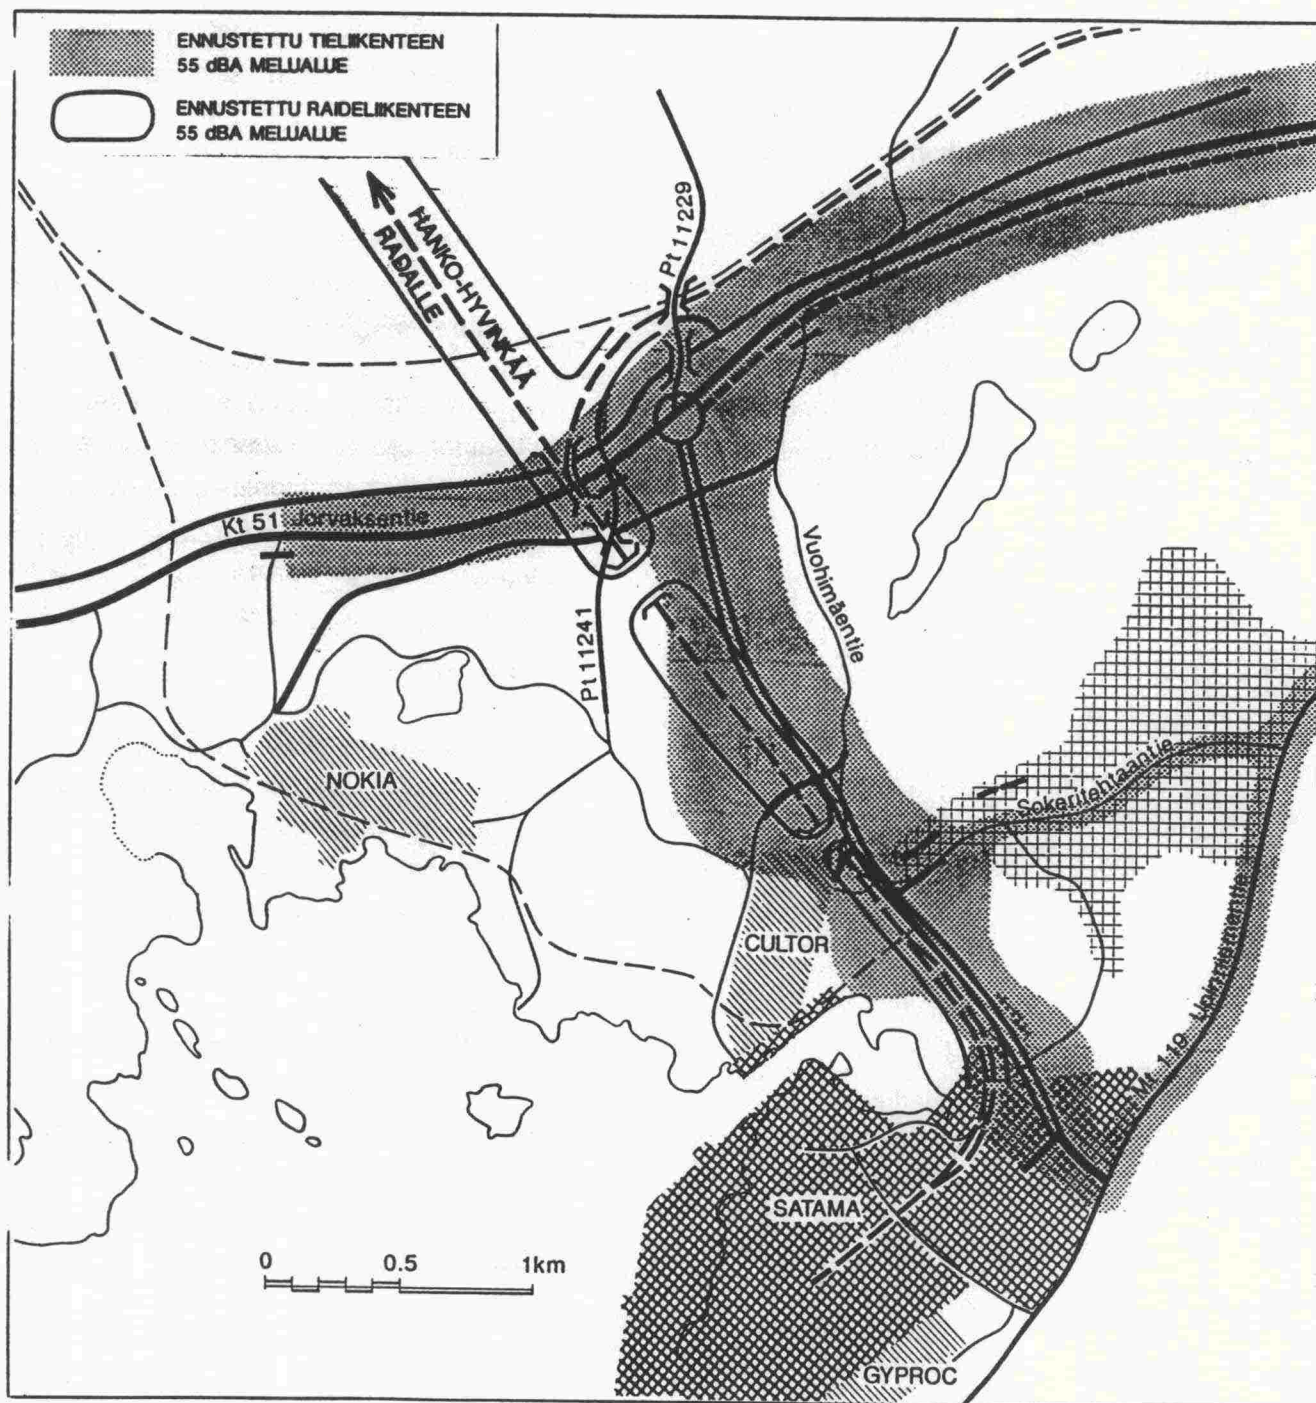 ENNUSTETTU TIELIIKENTEEN
55 dBA MELUALUE
ENNUSTETTU RAIDELIIKENTEEN
55 dBA MELUALUE
HANKO-HYVINKÄÄ
RADALLE
Pt 11229
Kt 51 Jorvaksentie
Vuohimäentie
Pt 11241
NOKIA
Sokeritehtaantie
CULTOR
Mt 119
SATAMA
0 0.5 1km
GYPROC